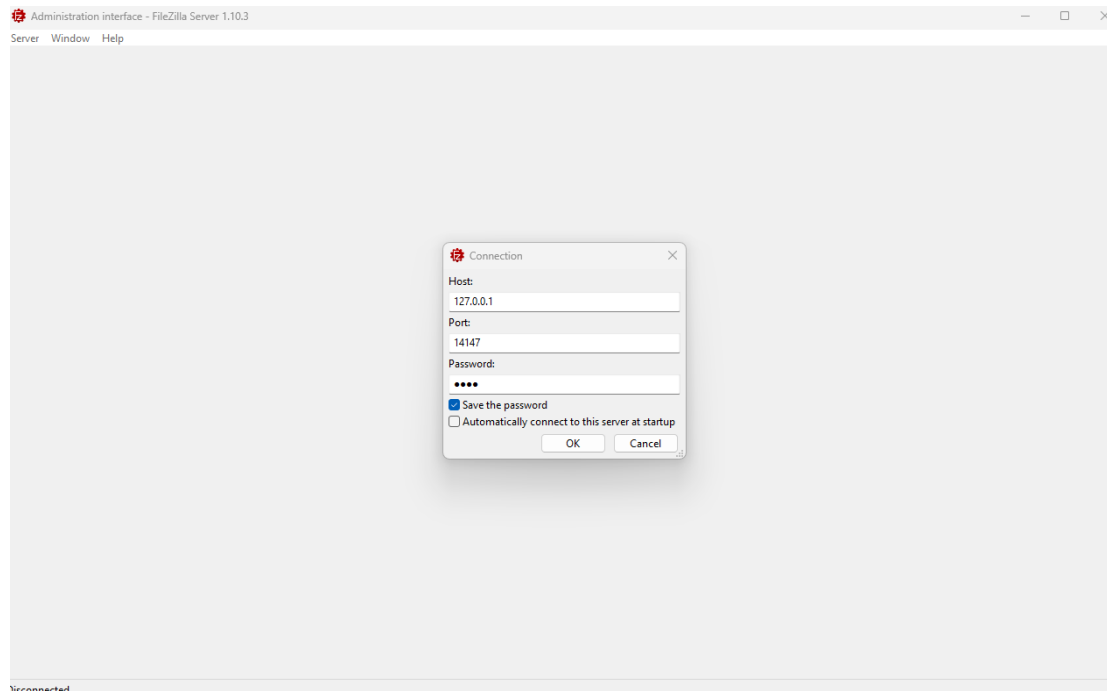 Administration interface - FileZilla Server 1.10.3
Server Window Help
Connection
Host:
127.0.0.1
Port:
14147
Password:
••••
Save the password
Automatically connect to this server at startup
OK Cancel
Disconnected